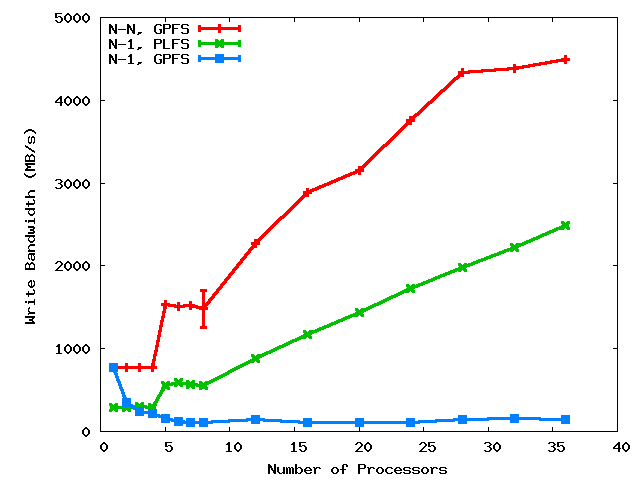 N-N, GPFS
N-1, PLFS
N-1, GPFS
5000
4000
3000
2000
1000
0
Write Bandwidth (MB/s)
0 5 10 15 20 25 30 35 40
Number of Processors